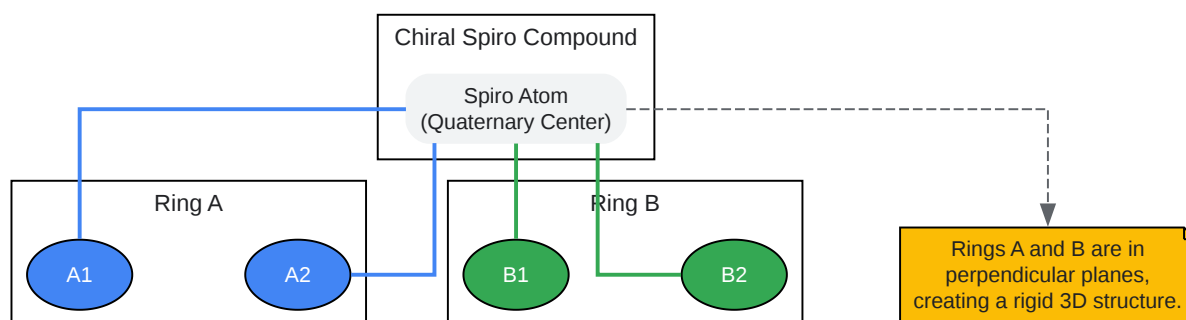 Chiral Spiro Compound
Spiro Atom
(Quaternary Center)
Ring A
Ring B
A1
A2
B1
B2
Rings A and B are in
perpendicular planes,
creating a rigid 3D structure.